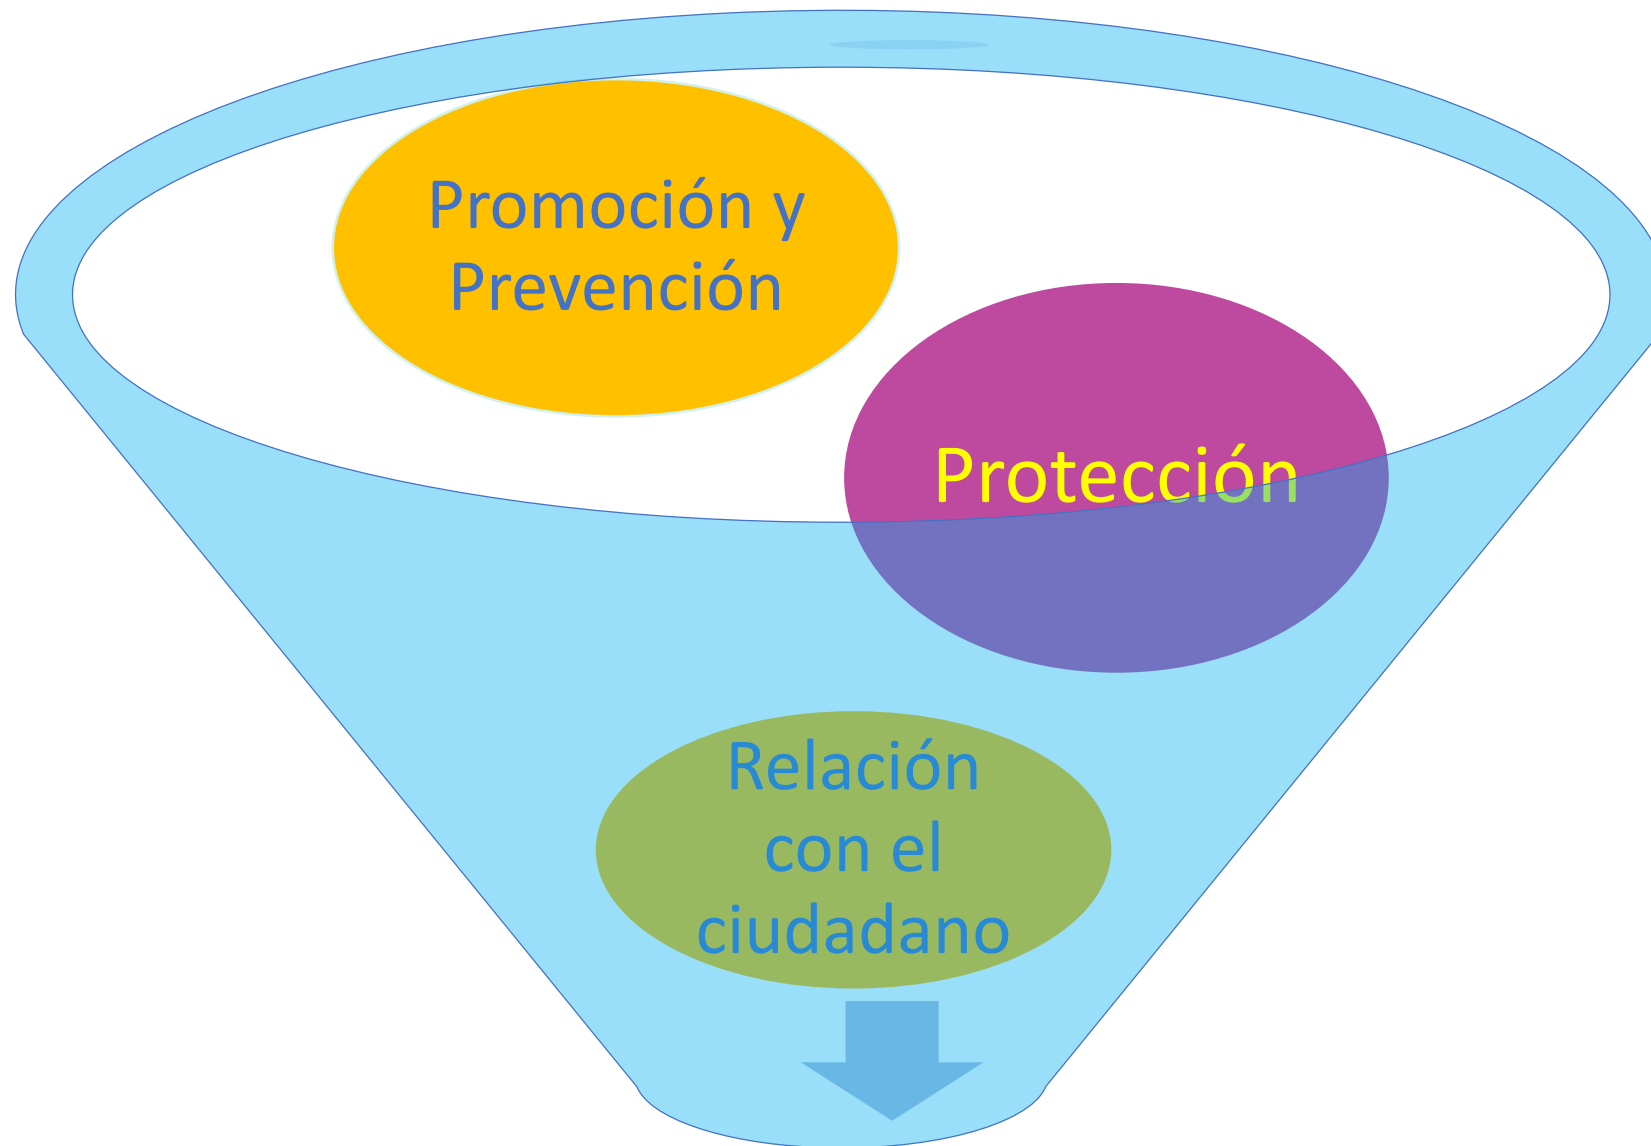 Promoción y
Prevención
Protección
Relación
con el
ciudadano